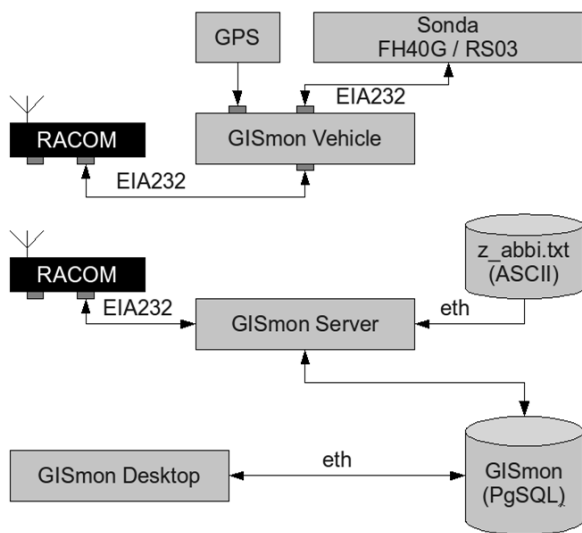 GPS
Sonda
FH40G / RS03
EIA232
RACOM
GISmon Vehicle
EIA232
RACOM
z_abbi.txt
(ASCII)
EIA232
GISmon Server
eth
GISmon Desktop
eth
GISmon
(PgSQL)